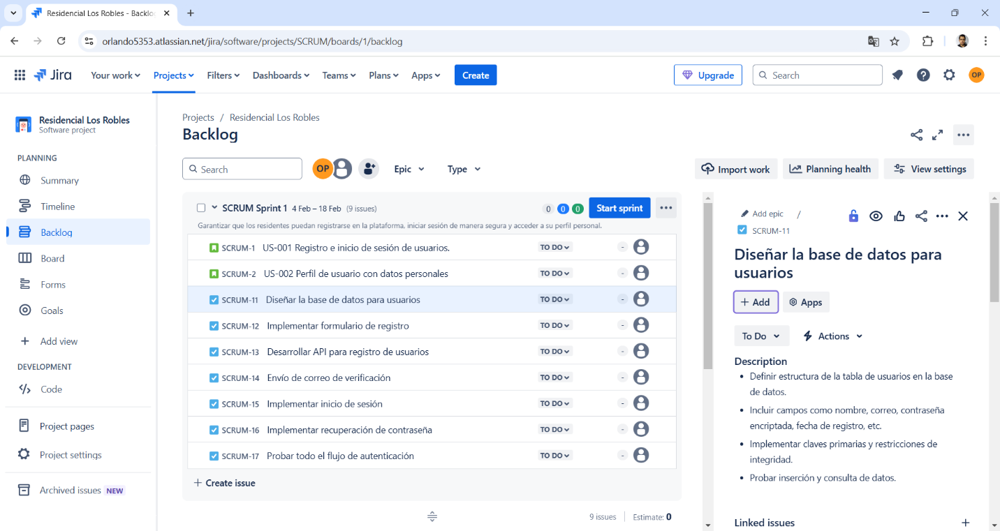 Residencial Los Robles - Backlo
orlando5353.atlassian.net/jira/software/projects/SCRUM/boards/1/backlog
Jira
Your work
Projects
Filters
Dashboards
Teams
Plans
Apps
Create
Upgrade
Search
OP
Residencial Los Robles
Software project
PLANNING
Summary
Timeline
Backlog
Board
Forms
Goals
Add view
DEVELOPMENT
Code
Project pages
Project settings
Archived issues NEW
Projects / Residencial Los Robles
Backlog
Search
OP
Epic
Type
Import work
Planning health
View settings
SCRUM Sprint 1 4 Feb – 18 Feb (9 issues)
0 0 0
Start sprint
Garantizar que los residentes puedan registrarse en la plataforma, iniciar sesión de manera segura y acceder a su perfil personal.
SCRUM-1 US-001 Registro e inicio de sesión de usuarios. TO DO -
SCRUM-2 US-002 Perfil de usuario con datos personales TO DO -
SCRUM-11 Diseñar la base de datos para usuarios TO DO -
SCRUM-12 Implementar formulario de registro TO DO -
SCRUM-13 Desarrollar API para registro de usuarios TO DO -
SCRUM-14 Envío de correo de verificación TO DO -
SCRUM-15 Implementar inicio de sesión TO DO -
SCRUM-16 Implementar recuperación de contraseña TO DO -
SCRUM-17 Probar todo el flujo de autenticación TO DO -
+ Create issue
9 issues
Estimate: 0
Add epic /
SCRUM-11
Diseñar la base de datos para
usuarios
+ Add
Apps
To Do
Actions
Description
• Definir estructura de la tabla de usuarios en la base
de datos.
• Incluir campos como nombre, correo, contraseña
encriptada, fecha de registro, etc.
• Implementar claves primarias y restricciones de
integridad.
• Probar inserción y consulta de datos.
Linked issues